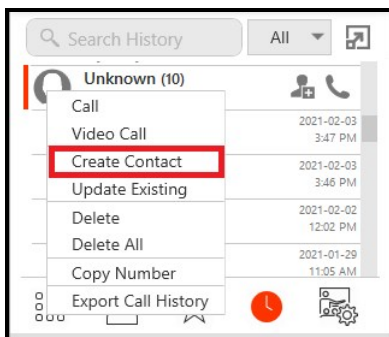 Search History
All
Unknown (10)
Call
Video Call
2021-02-03
3:47 PM
Create Contact
2021-02-03
3:46 PM
Update Existing
Delete
2021-02-02
12:02 PM
Delete All
2021-01-29
11:05 AM
Copy Number
Export Call History